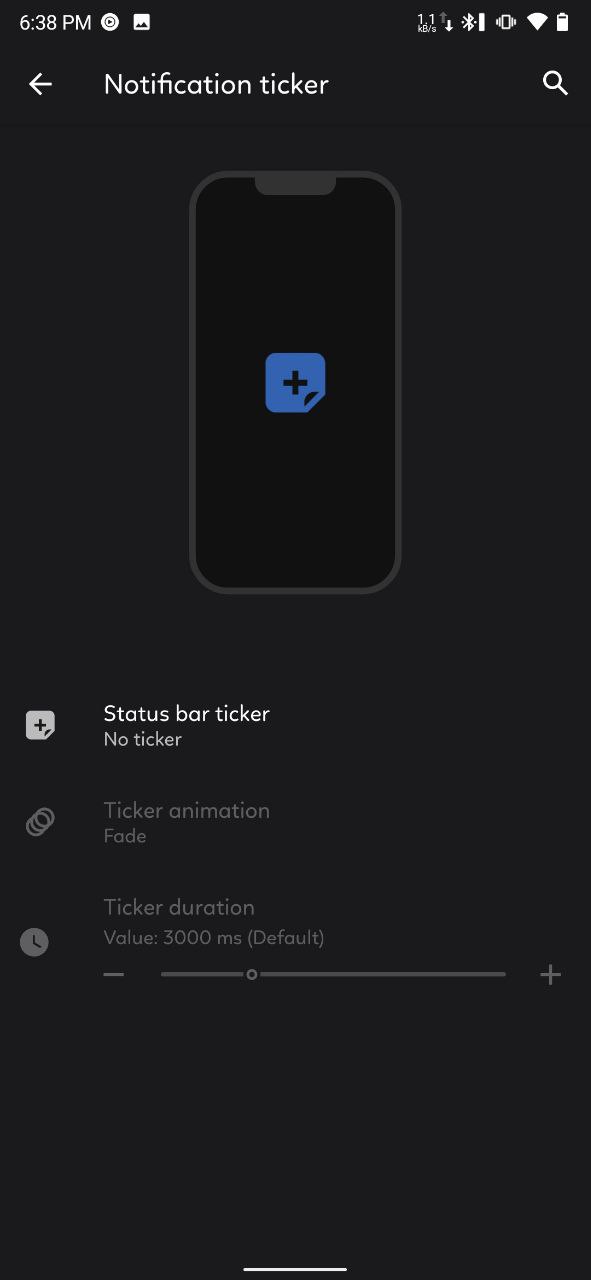 6:38 PM
1.1
kB/s
Notification ticker
Status bar ticker
No ticker
Ticker animation
Fade
Ticker duration
Value: 3000 ms (Default)